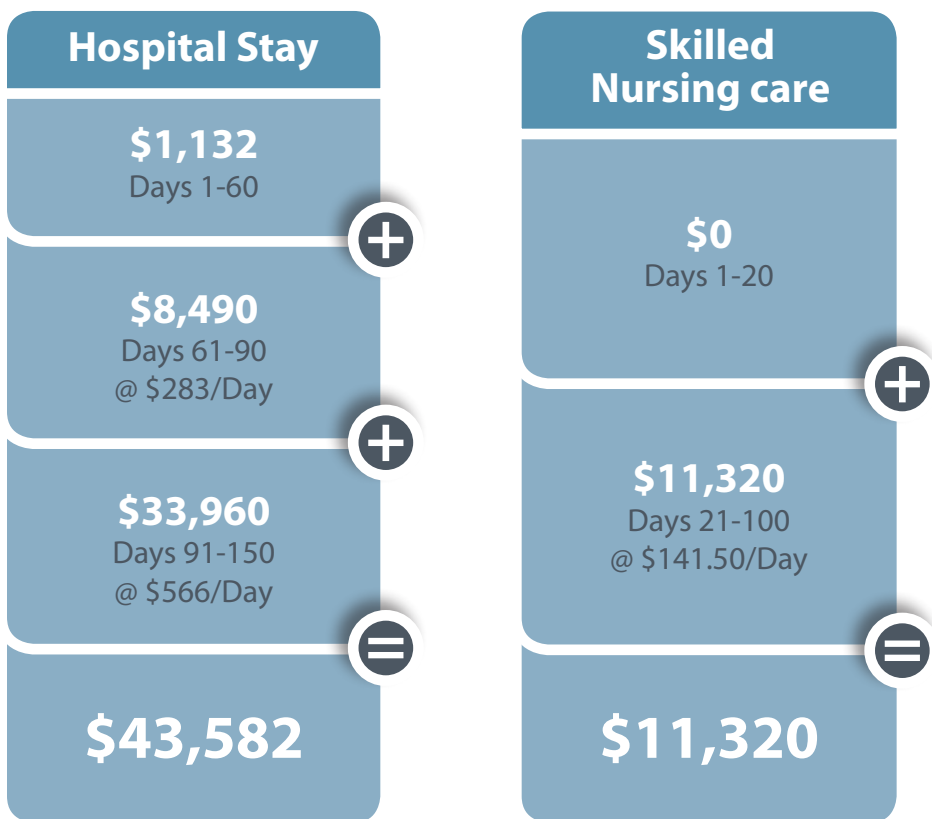 Hospital Stay
$1,132
Days 1-60
+
$8,490
Days 61-90
@ $283/Day
+
$33,960
Days 91-150
@ $566/Day
=
$43,582
Skilled
Nursing care
$0
Days 1-20
+
$11,320
Days 21-100
@ $141.50/Day
=
$11,320